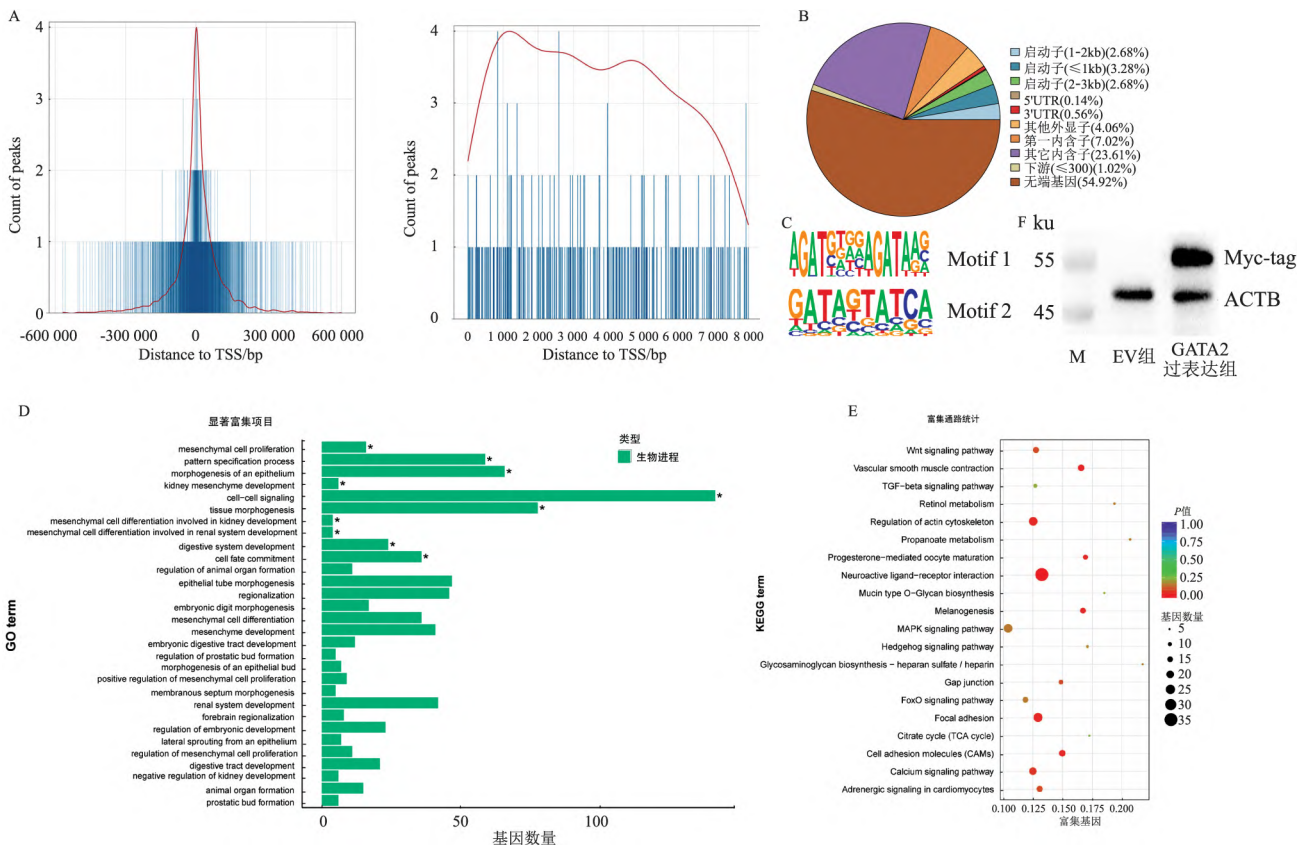 A
4
3
2
1
0
Count of peaks
-600 000
-300 000
0
300 000
600 000
Distance to TSS/bp
4
3
2
1
0
Count of peaks
0
1 000
2 000
3 000
4 000
5 000
6 000
7 000
8 000
Distance to TSS/bp
B
启动子(1-2kb)(2.68%)
启动子(≤1kb)(3.28%)
启动子(2-3kb)(2.68%)
5'UTR(0.14%)
3'UTR(0.56%)
其他外显子(4.06%)
第一内含子(7.02%)
其它内含子(23.61%)
下游(≤300)(1.02%)
无端基因(54.92%)
C
Motif 1
Motif 2
F
ku
55
45
Myc-tag
ACTB
M
EV组
GATA2
过表达组
D
显著富集项目
类型
生物进程
GO term
mesenchymal cell proliferation
pattern specification process
morphogenesis of an epithelium
kidney mesenchyme development
cell-cell signaling
tissue morphogenesis
mesenchymal cell differentiation involved in kidney development
mesenchymal cell differentiation involved in renal system development
digestive system development
cell fate commitment
regulation of animal organ formation
epithelial tube morphogenesis
regionalization
embryonic digit morphogenesis
mesenchymal cell differentiation
mesenchyme development
embryonic digestive tract development
regulation of prostatic bud formation
morphogenesis of an epithelial bud
positive regulation of mesenchymal cell proliferation
membranous septum morphogenesis
renal system development
forebrain regionalization
regulation of embryonic development
lateral sprouting from an epithelium
regulation of mesenchymal cell proliferation
digestive tract development
negative regulation of kidney development
animal organ formation
prostatic bud formation
0
50
100
基因数量
E
富集通路统计
KEGG term
Wnt signaling pathway
Vascular smooth muscle contraction
TGF-beta signaling pathway
Retinol metabolism
Regulation of actin cytoskeleton
Propanoate metabolism
Progesterone-mediated oocyte maturation
Neuroactive ligand-receptor interaction
Mucin type O-Glycan biosynthesis
Melanogenesis
MAPK signaling pathway
Hedgehog signaling pathway
Glycosaminoglycan biosynthesis - heparan sulfate / heparin
Gap junction
FoxO signaling pathway
Focal adhesion
Citrate cycle (TCA cycle)
Cell adhesion molecules (CAMs)
Calcium signaling pathway
Adrenergic signaling in cardiomyocytes
0.100
0.125
0.150
0.175
0.200
富集基因
P值
1.00
0.75
0.50
0.25
0.00
基因数量
5
10
15
20
25
30
35